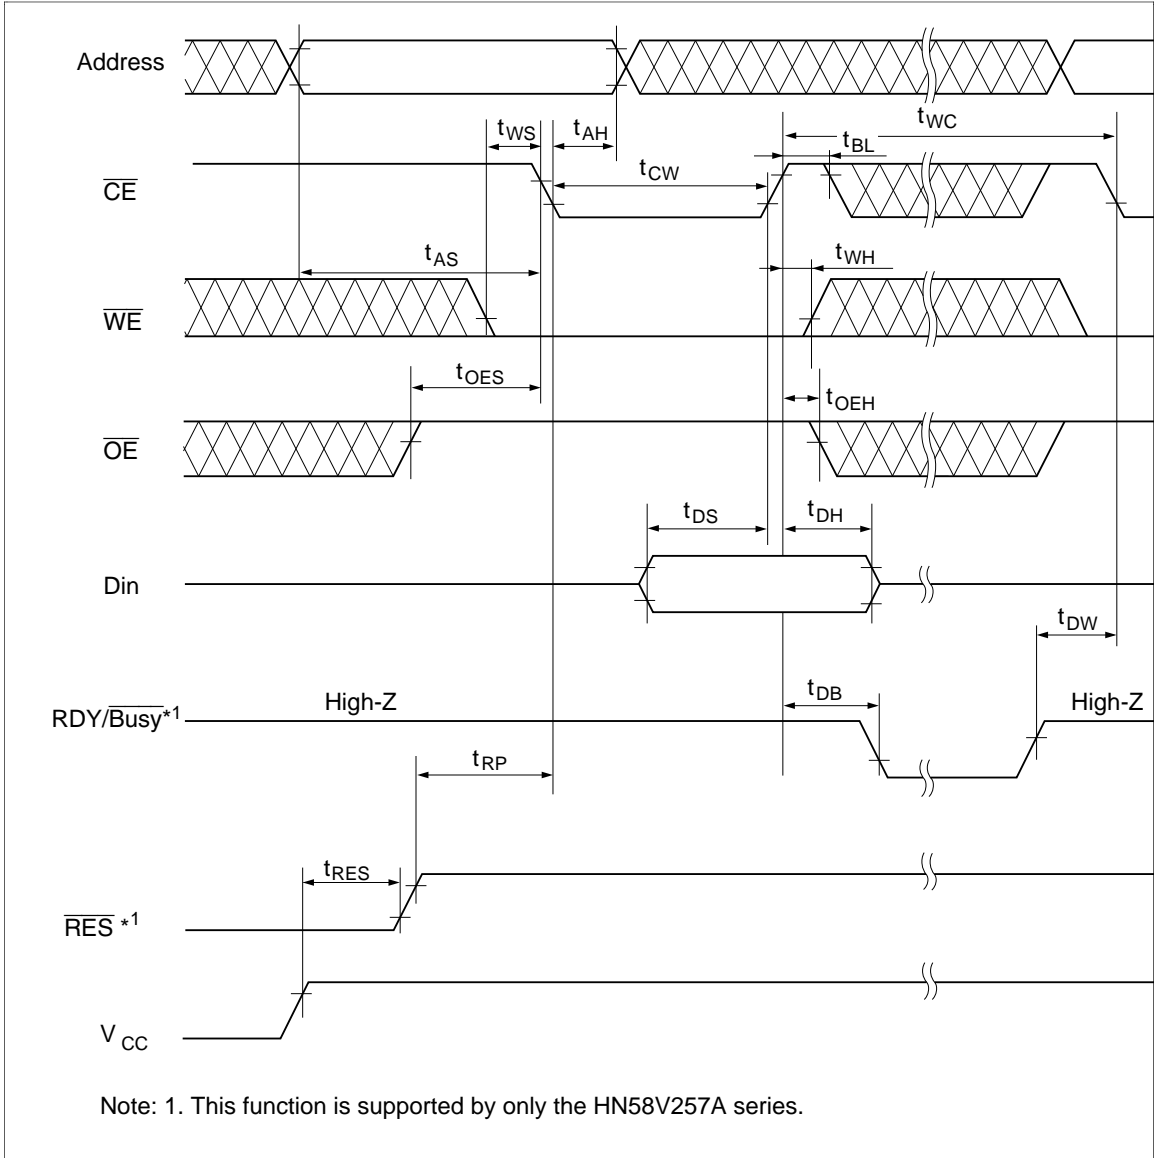 Address
tWC
tWS
tAH
tBL
CE
tCW
tAS
tWH
WE
tOES
tOEH
OE
tDS
tDH
Din
tDW
tDB
RDY/Busy*1
High-Z
High-Z
tRP
tRES
RES *1
VCC
Note: 1. This function is supported by only the HN58V257A series.